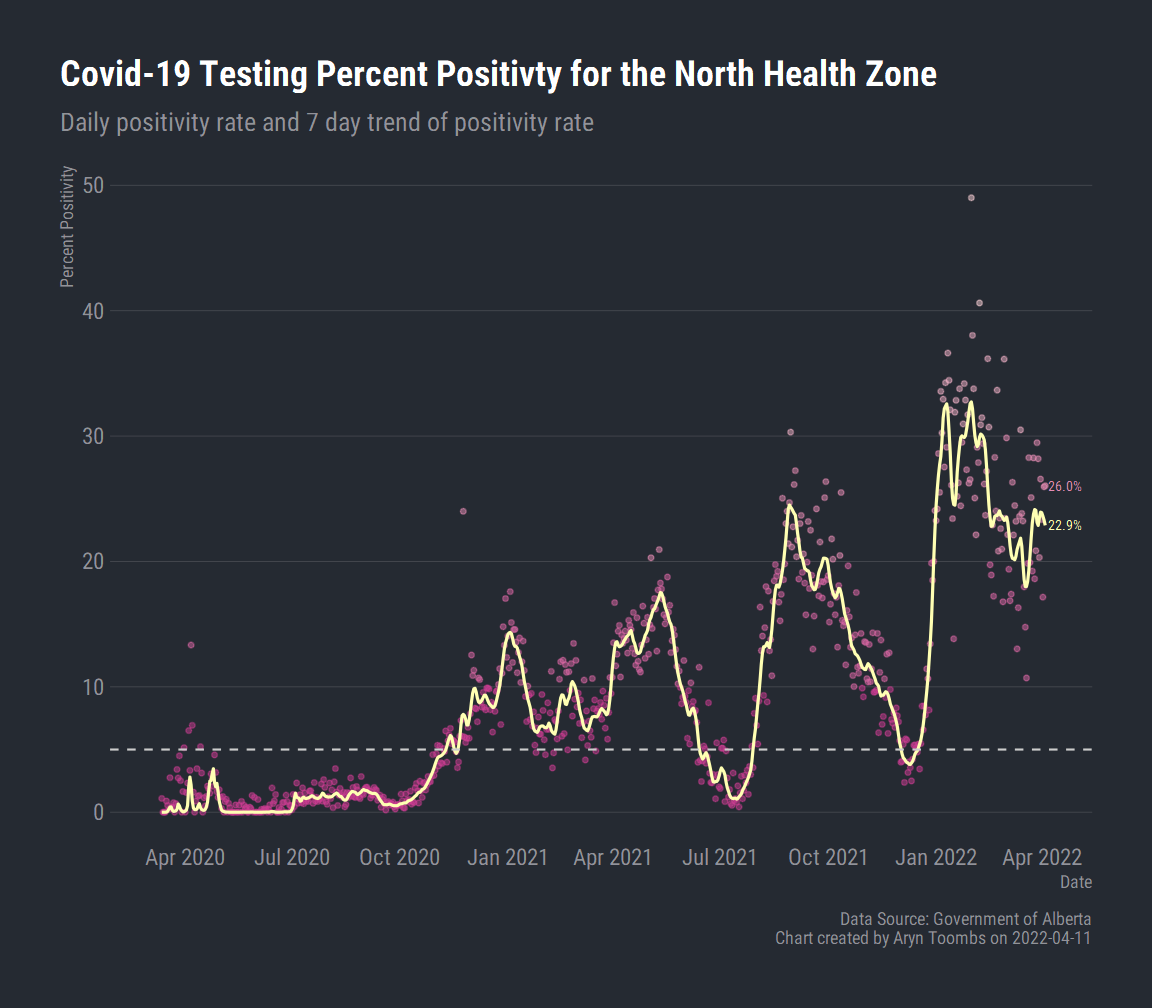 Covid-19 Testing Percent Positivty for the North Health Zone
Daily positivity rate and 7 day trend of positivity rate
Percent Positivity
50
40
30
20
10
0
26.0%
22.9%
Apr 2020 Jul 2020 Oct 2020 Jan 2021 Apr 2021 Jul 2021 Oct 2021 Jan 2022 Apr 2022
Date
Data Source: Government of Alberta
Chart created by Aryn Toombs on 2022-04-11